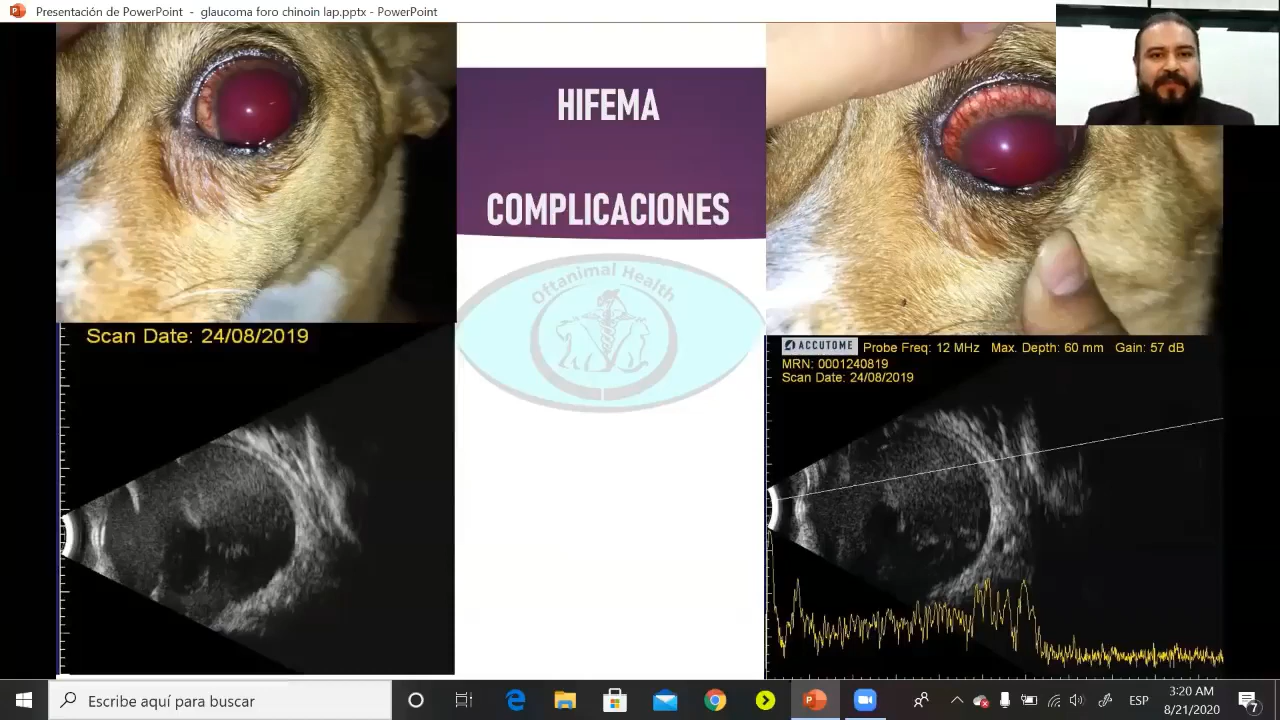 Presentación de PowerPoint - glaucoma foro chinoin lap.pptx - PowerPoint
HIFEMA
COMPLICACIONES
Oftanimal Health
Scan Date: 24/08/2019
ACCUTOME Probe Freq: 12 MHz Max. Depth: 60 mm Gain: 57 dB
MRN: 0001240819
Scan Date: 24/08/2019
Escribe aquí para buscar
ESP
3:20 AM
8/21/2020
7